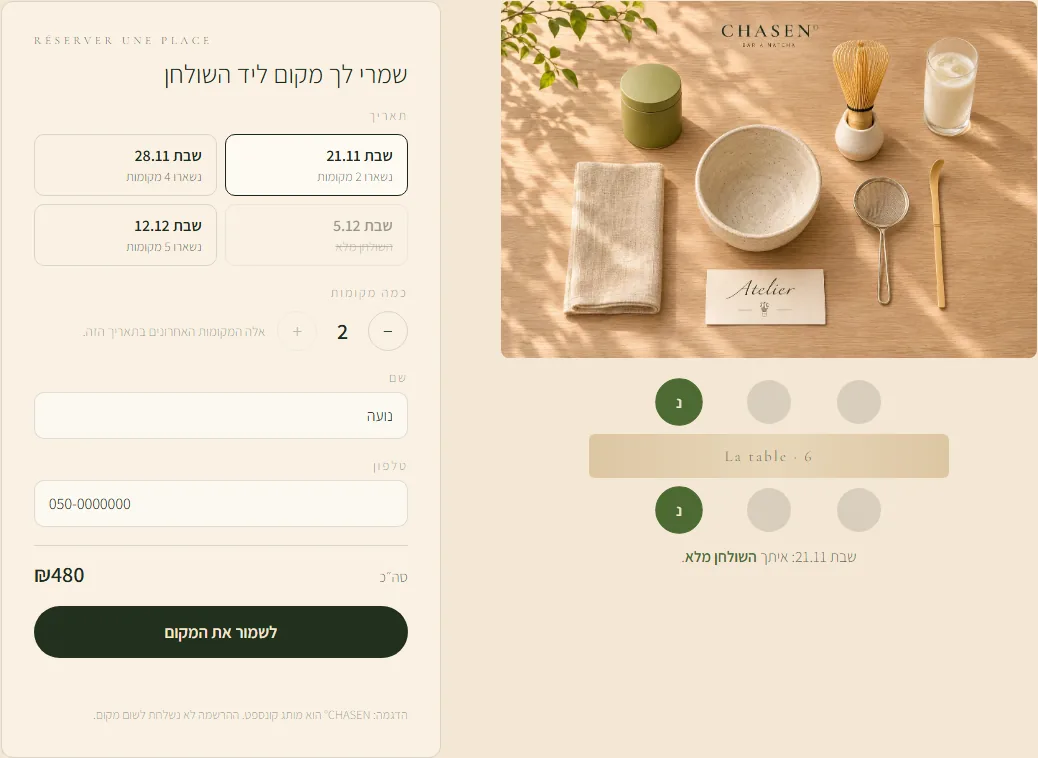 RÉSERVER UNE PLACE
שמרי לך מקום ליד השולחן
תאריך
שבת 21.11
נשארו 2 מקומות
שבת 28.11
נשארו 4 מקומות
שבת 5.12
השולחן מלא
שבת 12.12
נשארו 5 מקומות
כמה מקומות
−
2
+
אלה המקומות האחרונים בתאריך הזה.
שם
נועה
טלפון
050-0000000
סה״כ
₪480
לשמור את המקום
הדגמה: CHASEN° הוא מותג קונספט. ההרשמה לא נשלחת לשום מקום.
CHASEN°
BAR À MATCHA
Atelier
נ
La table · 6
נ
שבת 21.11: איתך השולחן מלא.